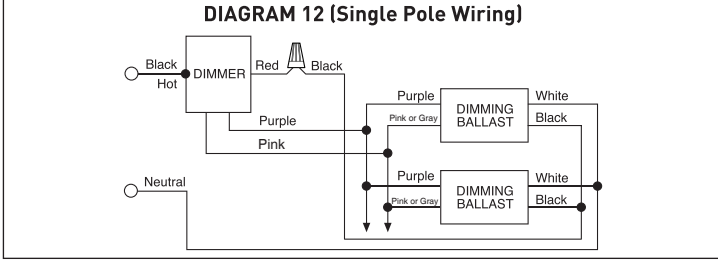 DIAGRAM 12 (Single Pole Wiring)
Black
Hot
DIMMER
Red
Black
Purple
Pink
Neutral
Purple
Pink or Gray
DIMMING
BALLAST
White
Black
Purple
Pink or Gray
DIMMING
BALLAST
White
Black